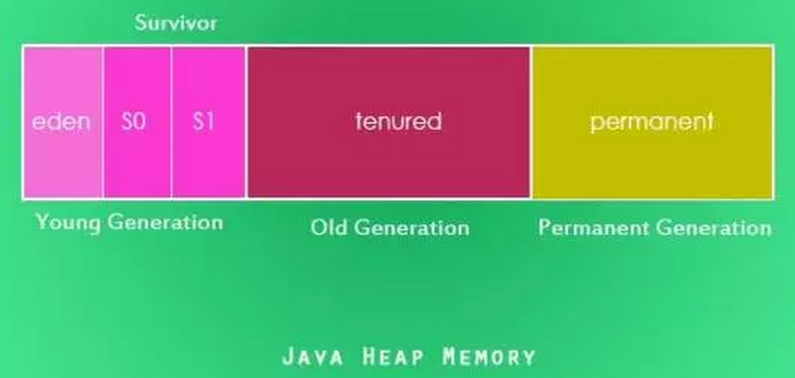 Survivor
eden S0 S1 tenured permanent
Young Generation Old Generation Permanent Generation
JAVA HEAP MEMORY